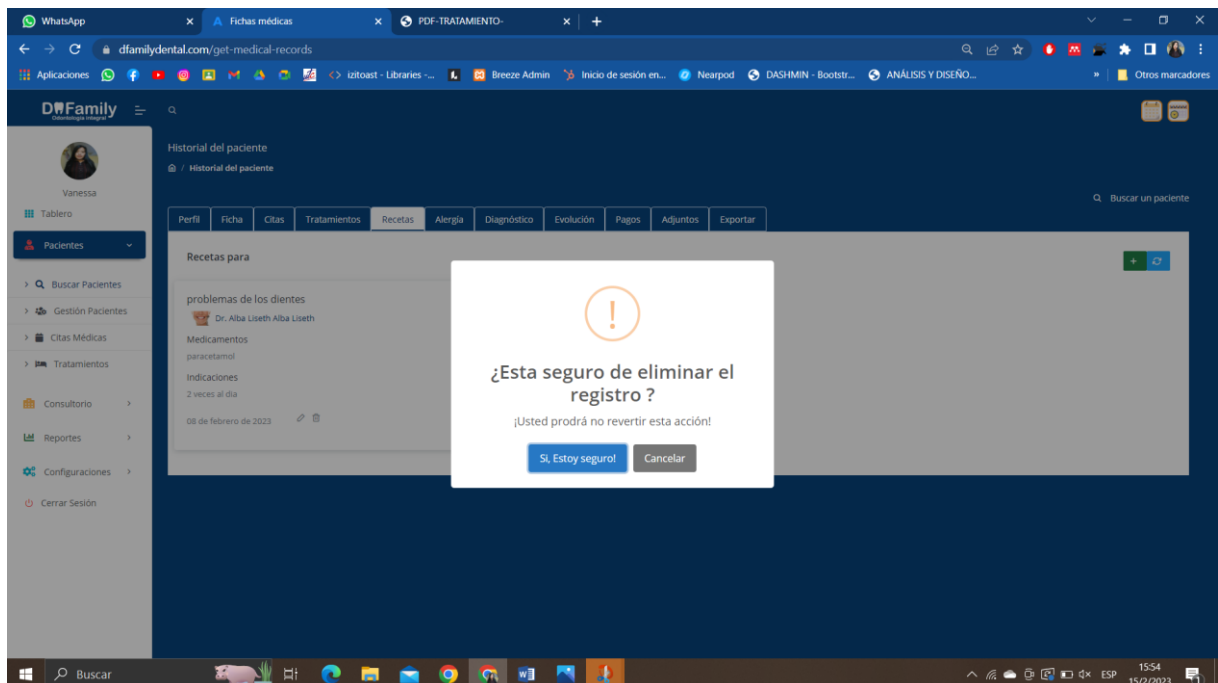 WhatsApp
Fichas médicas
PDF-TRATAMIENTO-
dfamilydental.com/get-medical-records
Aplicaciones
izitoast - Libraries -...
Breeze Admin
Inicio de sesión en...
Nearpod
DASHMIN - Bootstr...
ANÁLISIS Y DISEÑO...
»
Otros marcadores
DFamily
Odontología Integral
Historial del paciente
/ Historial del paciente
Vanessa
Buscar un paciente
Tablero
Perfil Ficha Citas Tratamientos Recetas Alergía Diagnóstico Evolución Pagos Adjuntos Exportar
Pacientes
Recetas para
Buscar Pacientes
Gestión Pacientes
Citas Médicas
Tratamientos
Consultorio
Reportes
Configuraciones
Cerrar Sesión
problemas de los dientes
Dr. Alba Liseth Alba Liseth
Medicamentos
paracetamol
Indicaciones
2 veces al dia
08 de febrero de 2023
¿Esta seguro de eliminar el
registro ?
¡Usted prodrá no revertir esta acción!
Si, Estoy seguro!
Cancelar
Buscar
ESP
15:54
15/2/2023